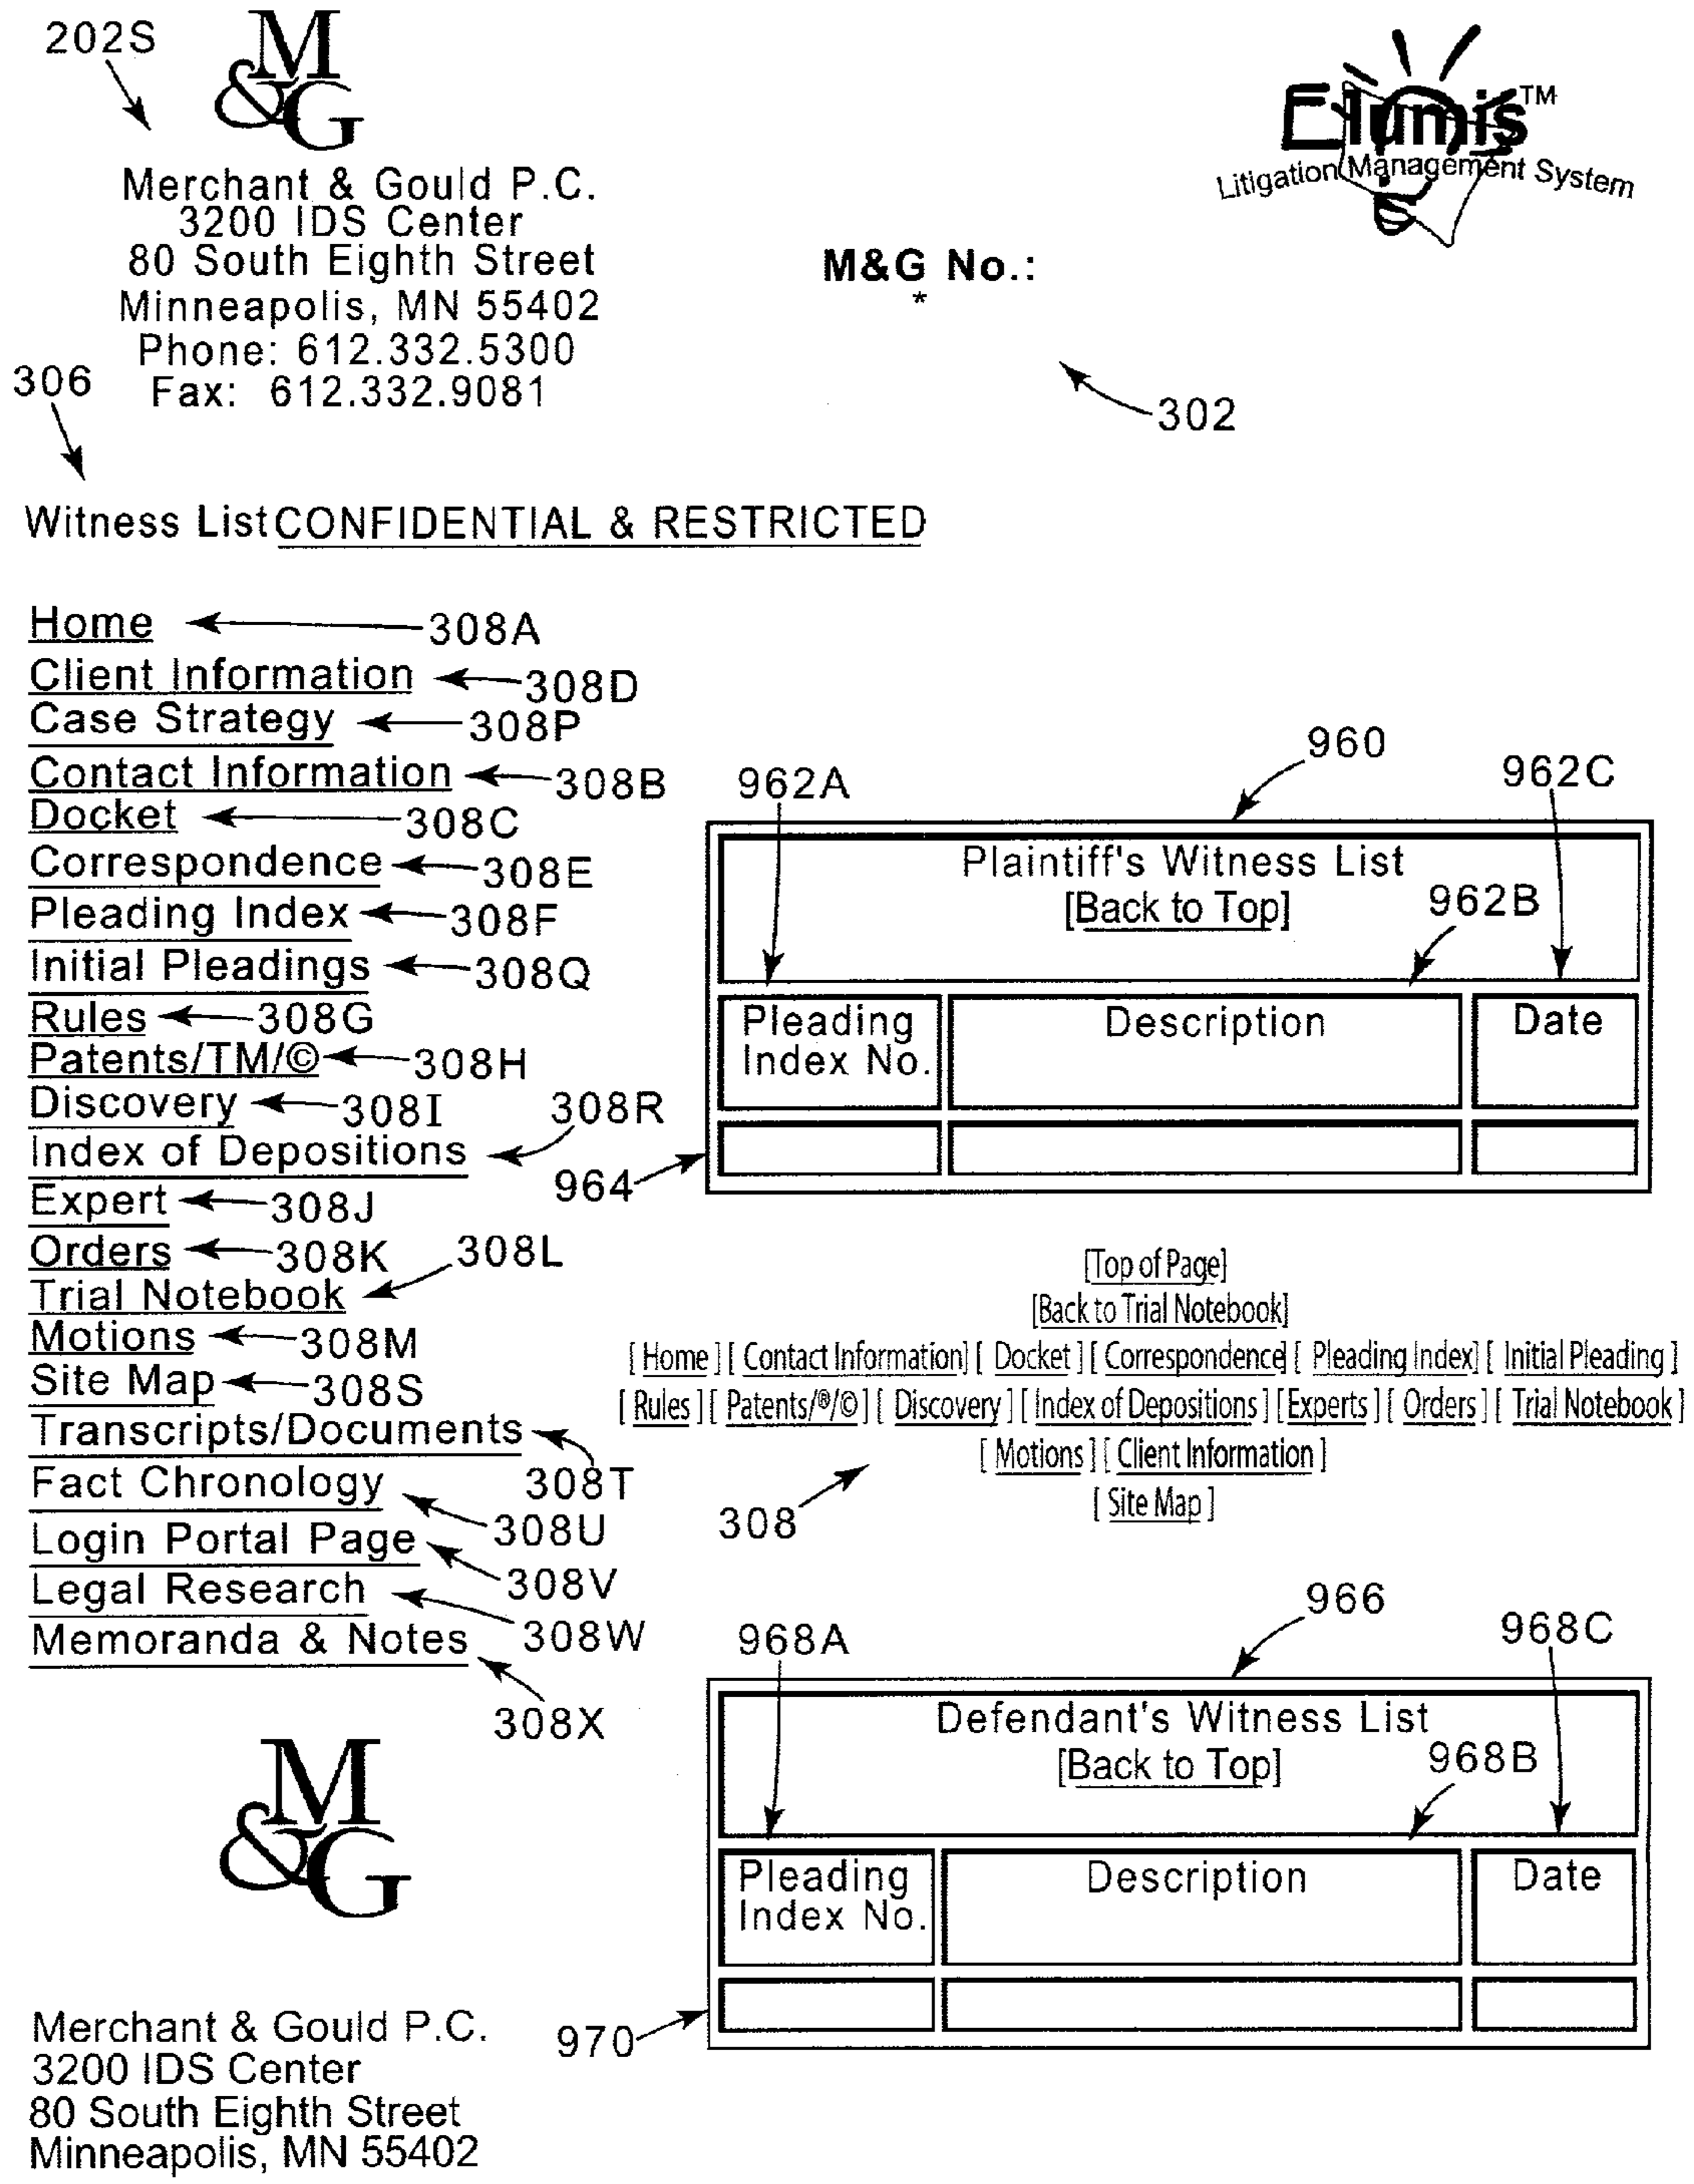 202S
M
&G
Merchant & Gould P.C.
3200 IDS Center
80 South Eighth Street
Minneapolis, MN 55402
Phone: 612.332.5300
Fax: 612.332.9081
Elumis™
Litigation Management System
M&G No.:
*
306
302
Witness List CONFIDENTIAL & RESTRICTED
Home 308A
Client Information 308D
Case Strategy 308P
Contact Information 308B
Docket 308C
Correspondence 308E
Pleading Index 308F
Initial Pleadings 308Q
Rules 308G
Patents/TM/© 308H
Discovery 308I
Index of Depositions 308R
Expert 308J
Orders 308K
Trial Notebook 308L
Motions 308M
Site Map 308S
Transcripts/Documents 308T
Fact Chronology 308U
Login Portal Page 308V
Legal Research 308W
Memoranda & Notes 308X
960
962A
962C
Plaintiff's Witness List
[Back to Top]
962B
Pleading Index No.
Description
Date
964
[Top of Page]
[Back to Trial Notebook]
[ Home ] [ Contact Information] [ Docket ] [ Correspondence] [ Pleading Index] [ Initial Pleading ]
[ Rules ] [ Patents/®/© ] [ Discovery ] [ Index of Depositions ] [ Experts ] [ Orders ] [ Trial Notebook ]
[ Motions ] [ Client Information ]
[ Site Map ]
308
966
968A
968C
Defendant's Witness List
[Back to Top]
968B
Pleading Index No.
Description
Date
970
M
&G
Merchant & Gould P.C.
3200 IDS Center
80 South Eighth Street
Minneapolis, MN 55402